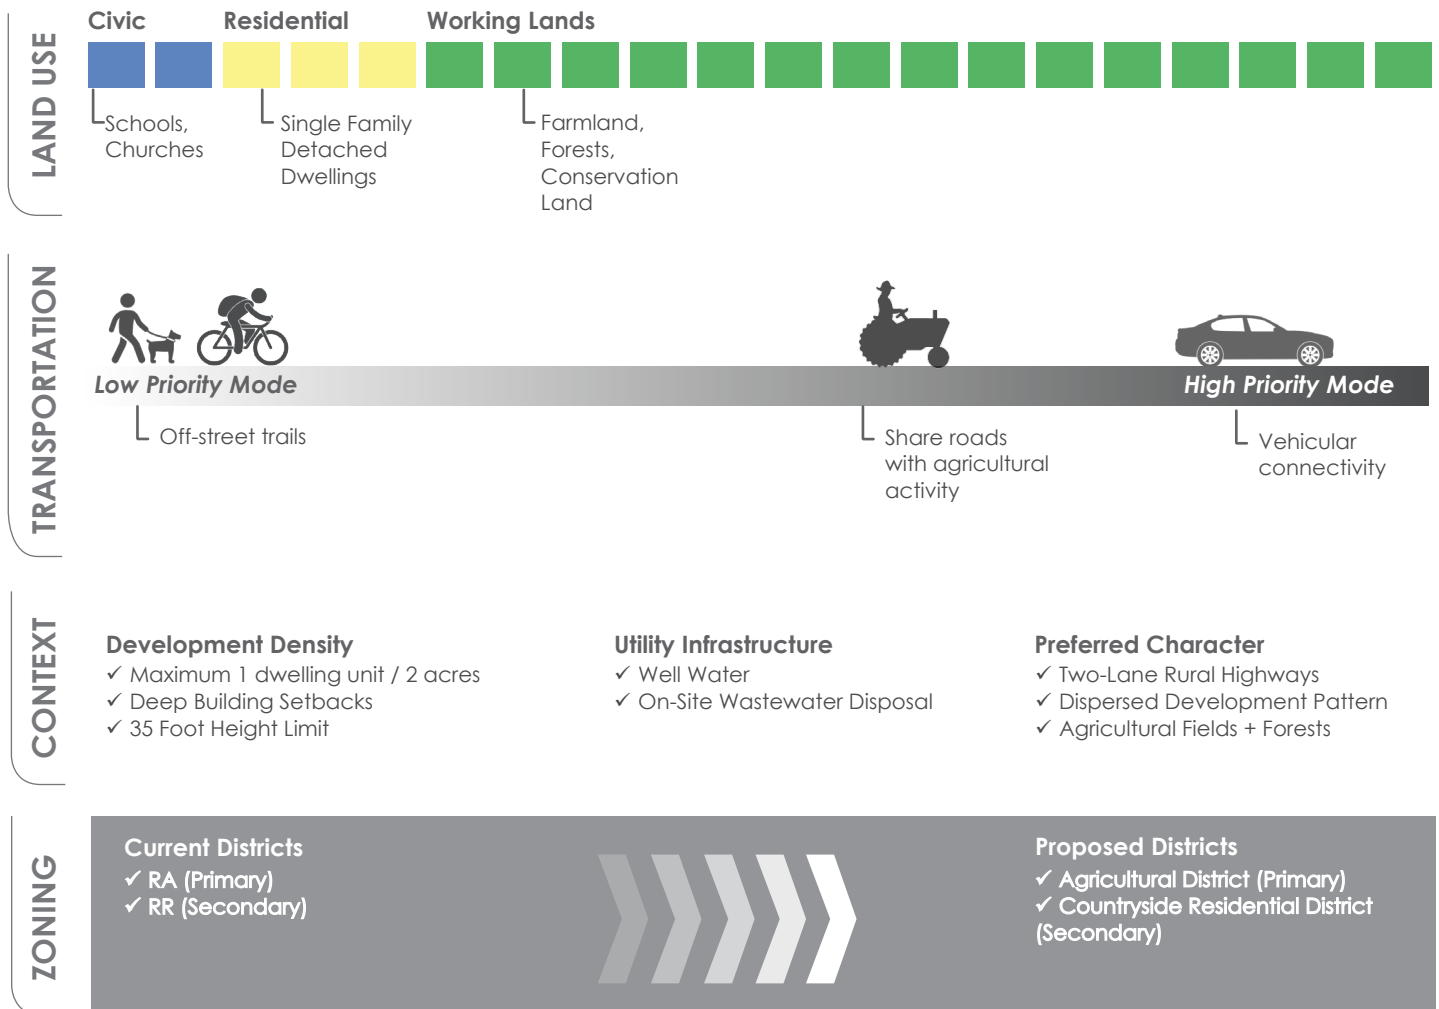 LAND USE
Civic
Residential
Working Lands
Schools,
Churches
Single Family
Detached
Dwellings
Farmland,
Forests,
Conservation
Land
TRANSPORTATION
Low Priority Mode
High Priority Mode
Off-street trails
Share roads
with agricultural
activity
Vehicular
connectivity
CONTEXT
Development Density
✓ Maximum 1 dwelling unit / 2 acres
✓ Deep Building Setbacks
✓ 35 Foot Height Limit
Utility Infrastructure
✓ Well Water
✓ On-Site Wastewater Disposal
Preferred Character
✓ Two-Lane Rural Highways
✓ Dispersed Development Pattern
✓ Agricultural Fields + Forests
ZONING
Current Districts
✓ RA (Primary)
✓ RR (Secondary)
Proposed Districts
✓ Agricultural District (Primary)
✓ Countryside Residential District
(Secondary)